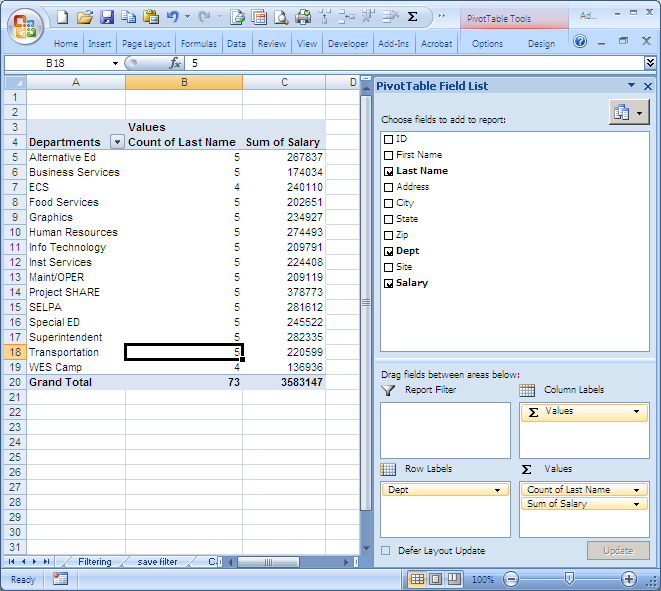 PivotTable Tools
Ad...
Home Insert Page Layout Formulas Data Review View Developer Add-Ins Acrobat Options Design
B18 fx 5
A B C D
1
2
3 Values
4 Departments Count of Last Name Sum of Salary
5 Alternative Ed 5 267837
6 Business Services 5 174034
7 ECS 4 240110
8 Food Services 5 202651
9 Graphics 5 234927
10 Human Resources 5 274493
11 Info Technology 5 209791
12 Inst Services 5 224408
13 Maint/OPER 5 209119
14 Project SHARE 5 378773
15 SELPA 5 281612
16 Special ED 5 245522
17 Superintendent 5 282335
18 Transportation 5 220599
19 WES Camp 4 136936
20 Grand Total 73 3583147
21
22
23
24
25
26
27
28
29
30
31
Filtering save filter C
Ready
100%
PivotTable Field List
Choose fields to add to report:
ID
First Name
Last Name
Address
City
State
Zip
Dept
Site
Salary
Drag fields between areas below:
Report Filter
Column Labels
Σ Values
Row Labels
Σ Values
Dept
Count of Last Name
Sum of Salary
Defer Layout Update
Update